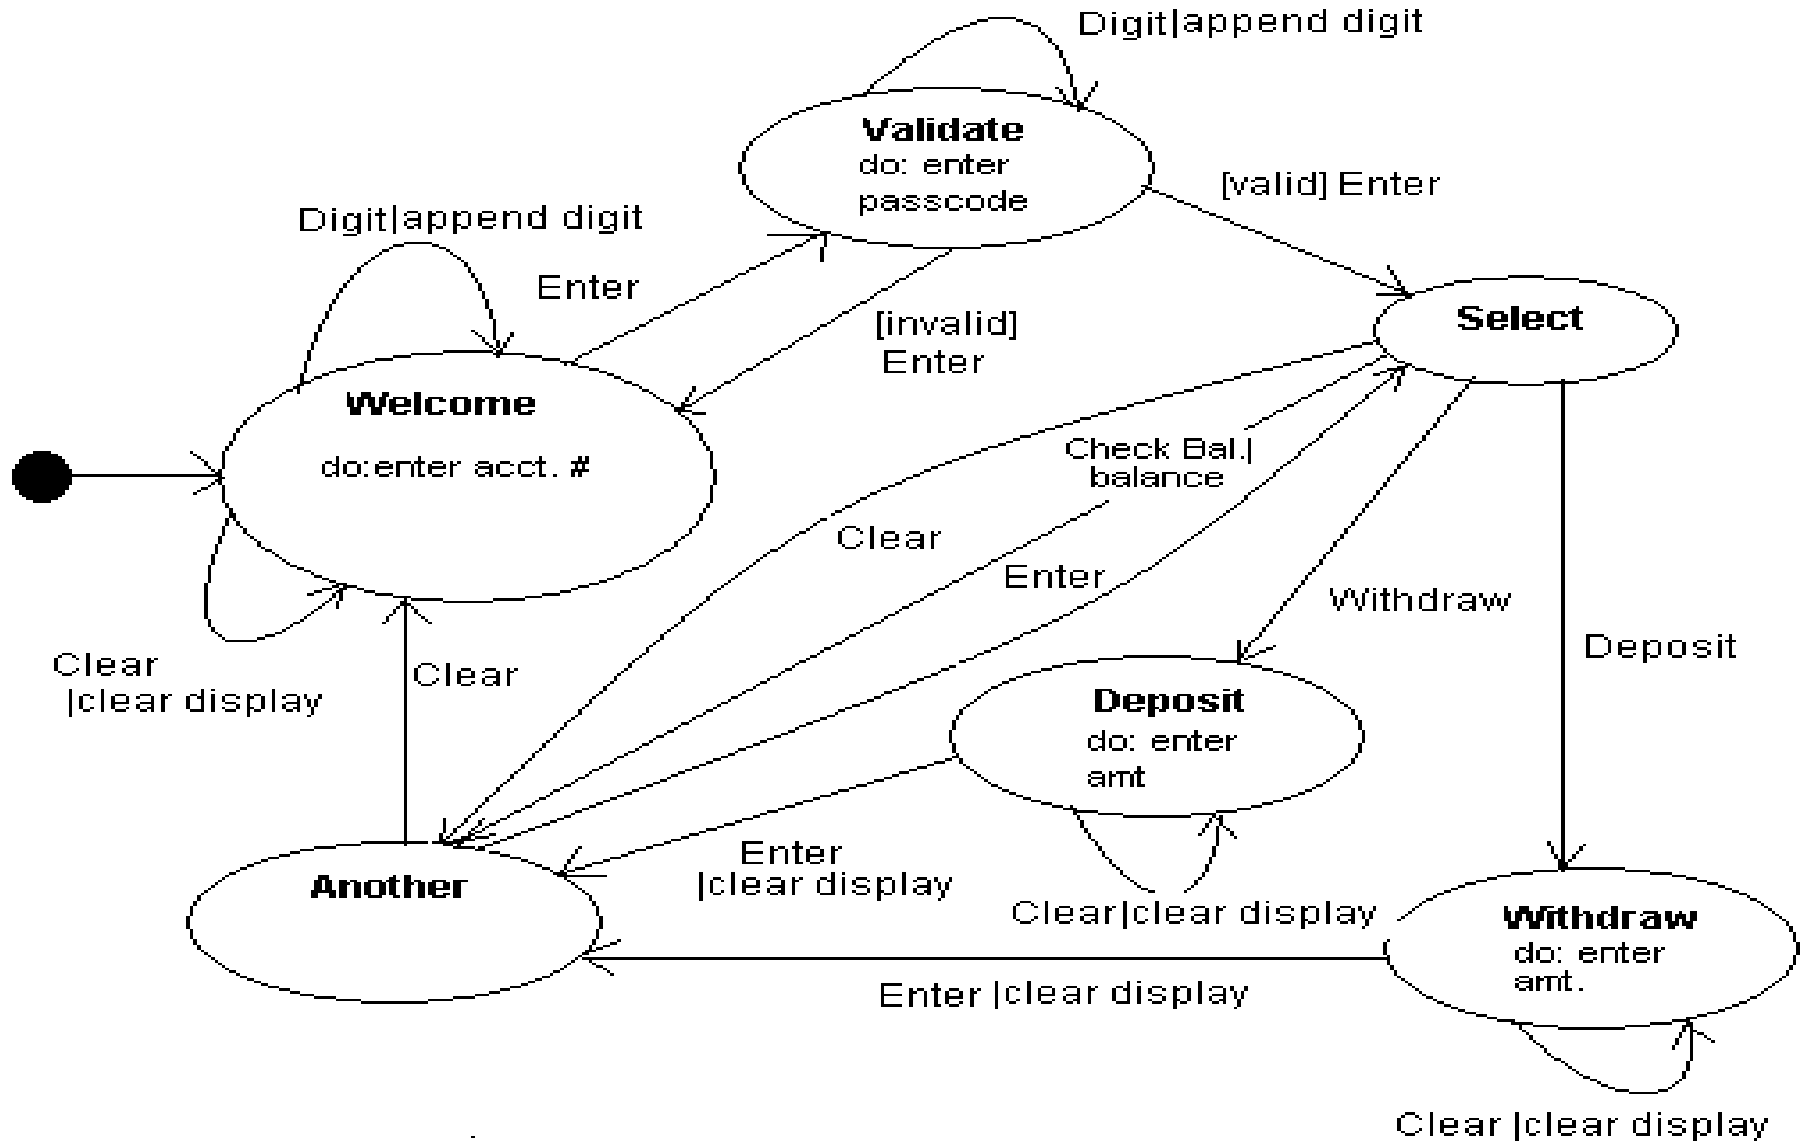 Digit|append digit
Validate
do: enter
passcode
[valid] Enter
Digit|append digit
Enter
[invalid]
Enter
Select
Welcome
do:enter acct. #
Check Bal.|
balance
Clear
Enter
Withdraw
Deposit
Clear
|clear display
Clear
Deposit
do: enter
amt
Enter
|clear display
Another
Clear|clear display
Withdraw
do: enter
amt.
Enter |clear display
Clear |clear display